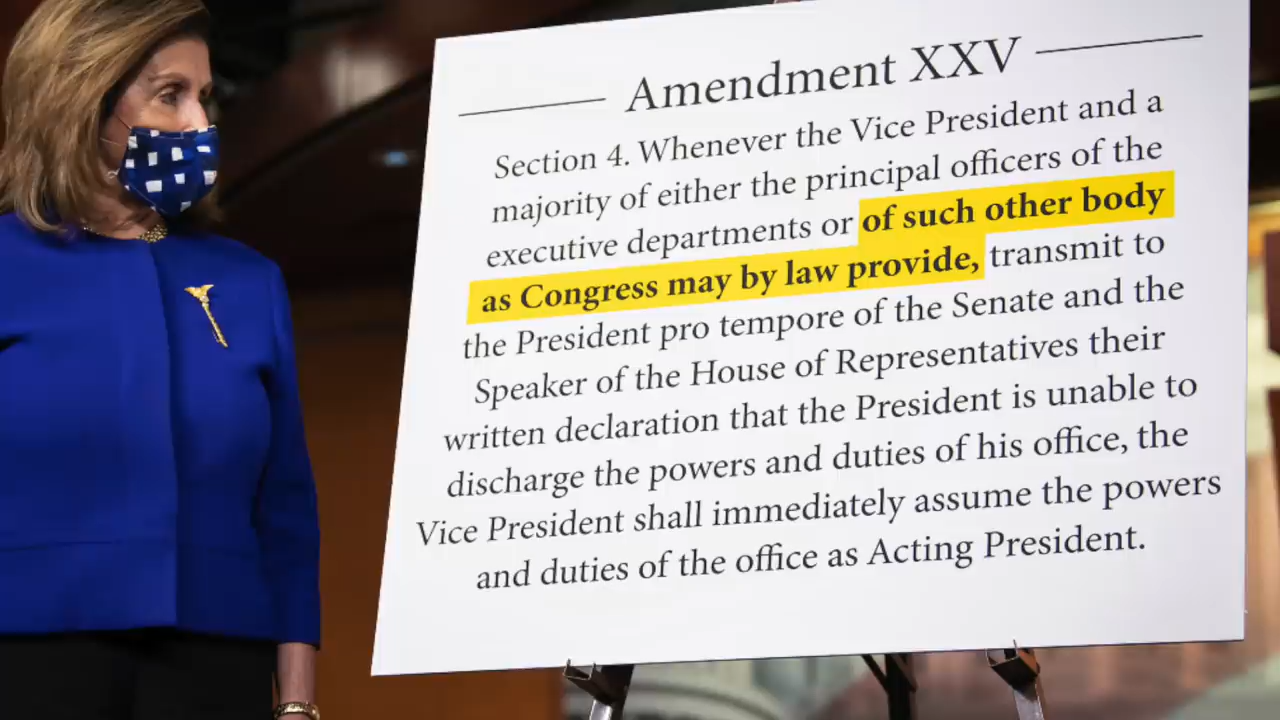 Amendment XXV
Section 4. Whenever the Vice President and a
majority of either the principal officers of the
executive departments or of such other body
as Congress may by law provide, transmit to
the President pro tempore of the Senate and the
Speaker of the House of Representatives their
written declaration that the President is unable to
discharge the powers and duties of his office, the
Vice President shall immediately assume the powers
and duties of the office as Acting President.